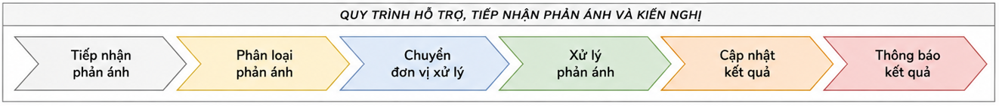 QUY TRÌNH HỖ TRỢ, TIẾP NHẬN PHẢN ÁNH VÀ KIẾN NGHỊ
Tiếp nhận
phản ánh
Phân loại
phản ánh
Chuyển
đơn vị xử lý
Xử lý
phản ánh
Cập nhật
kết quả
Thông báo
kết quả